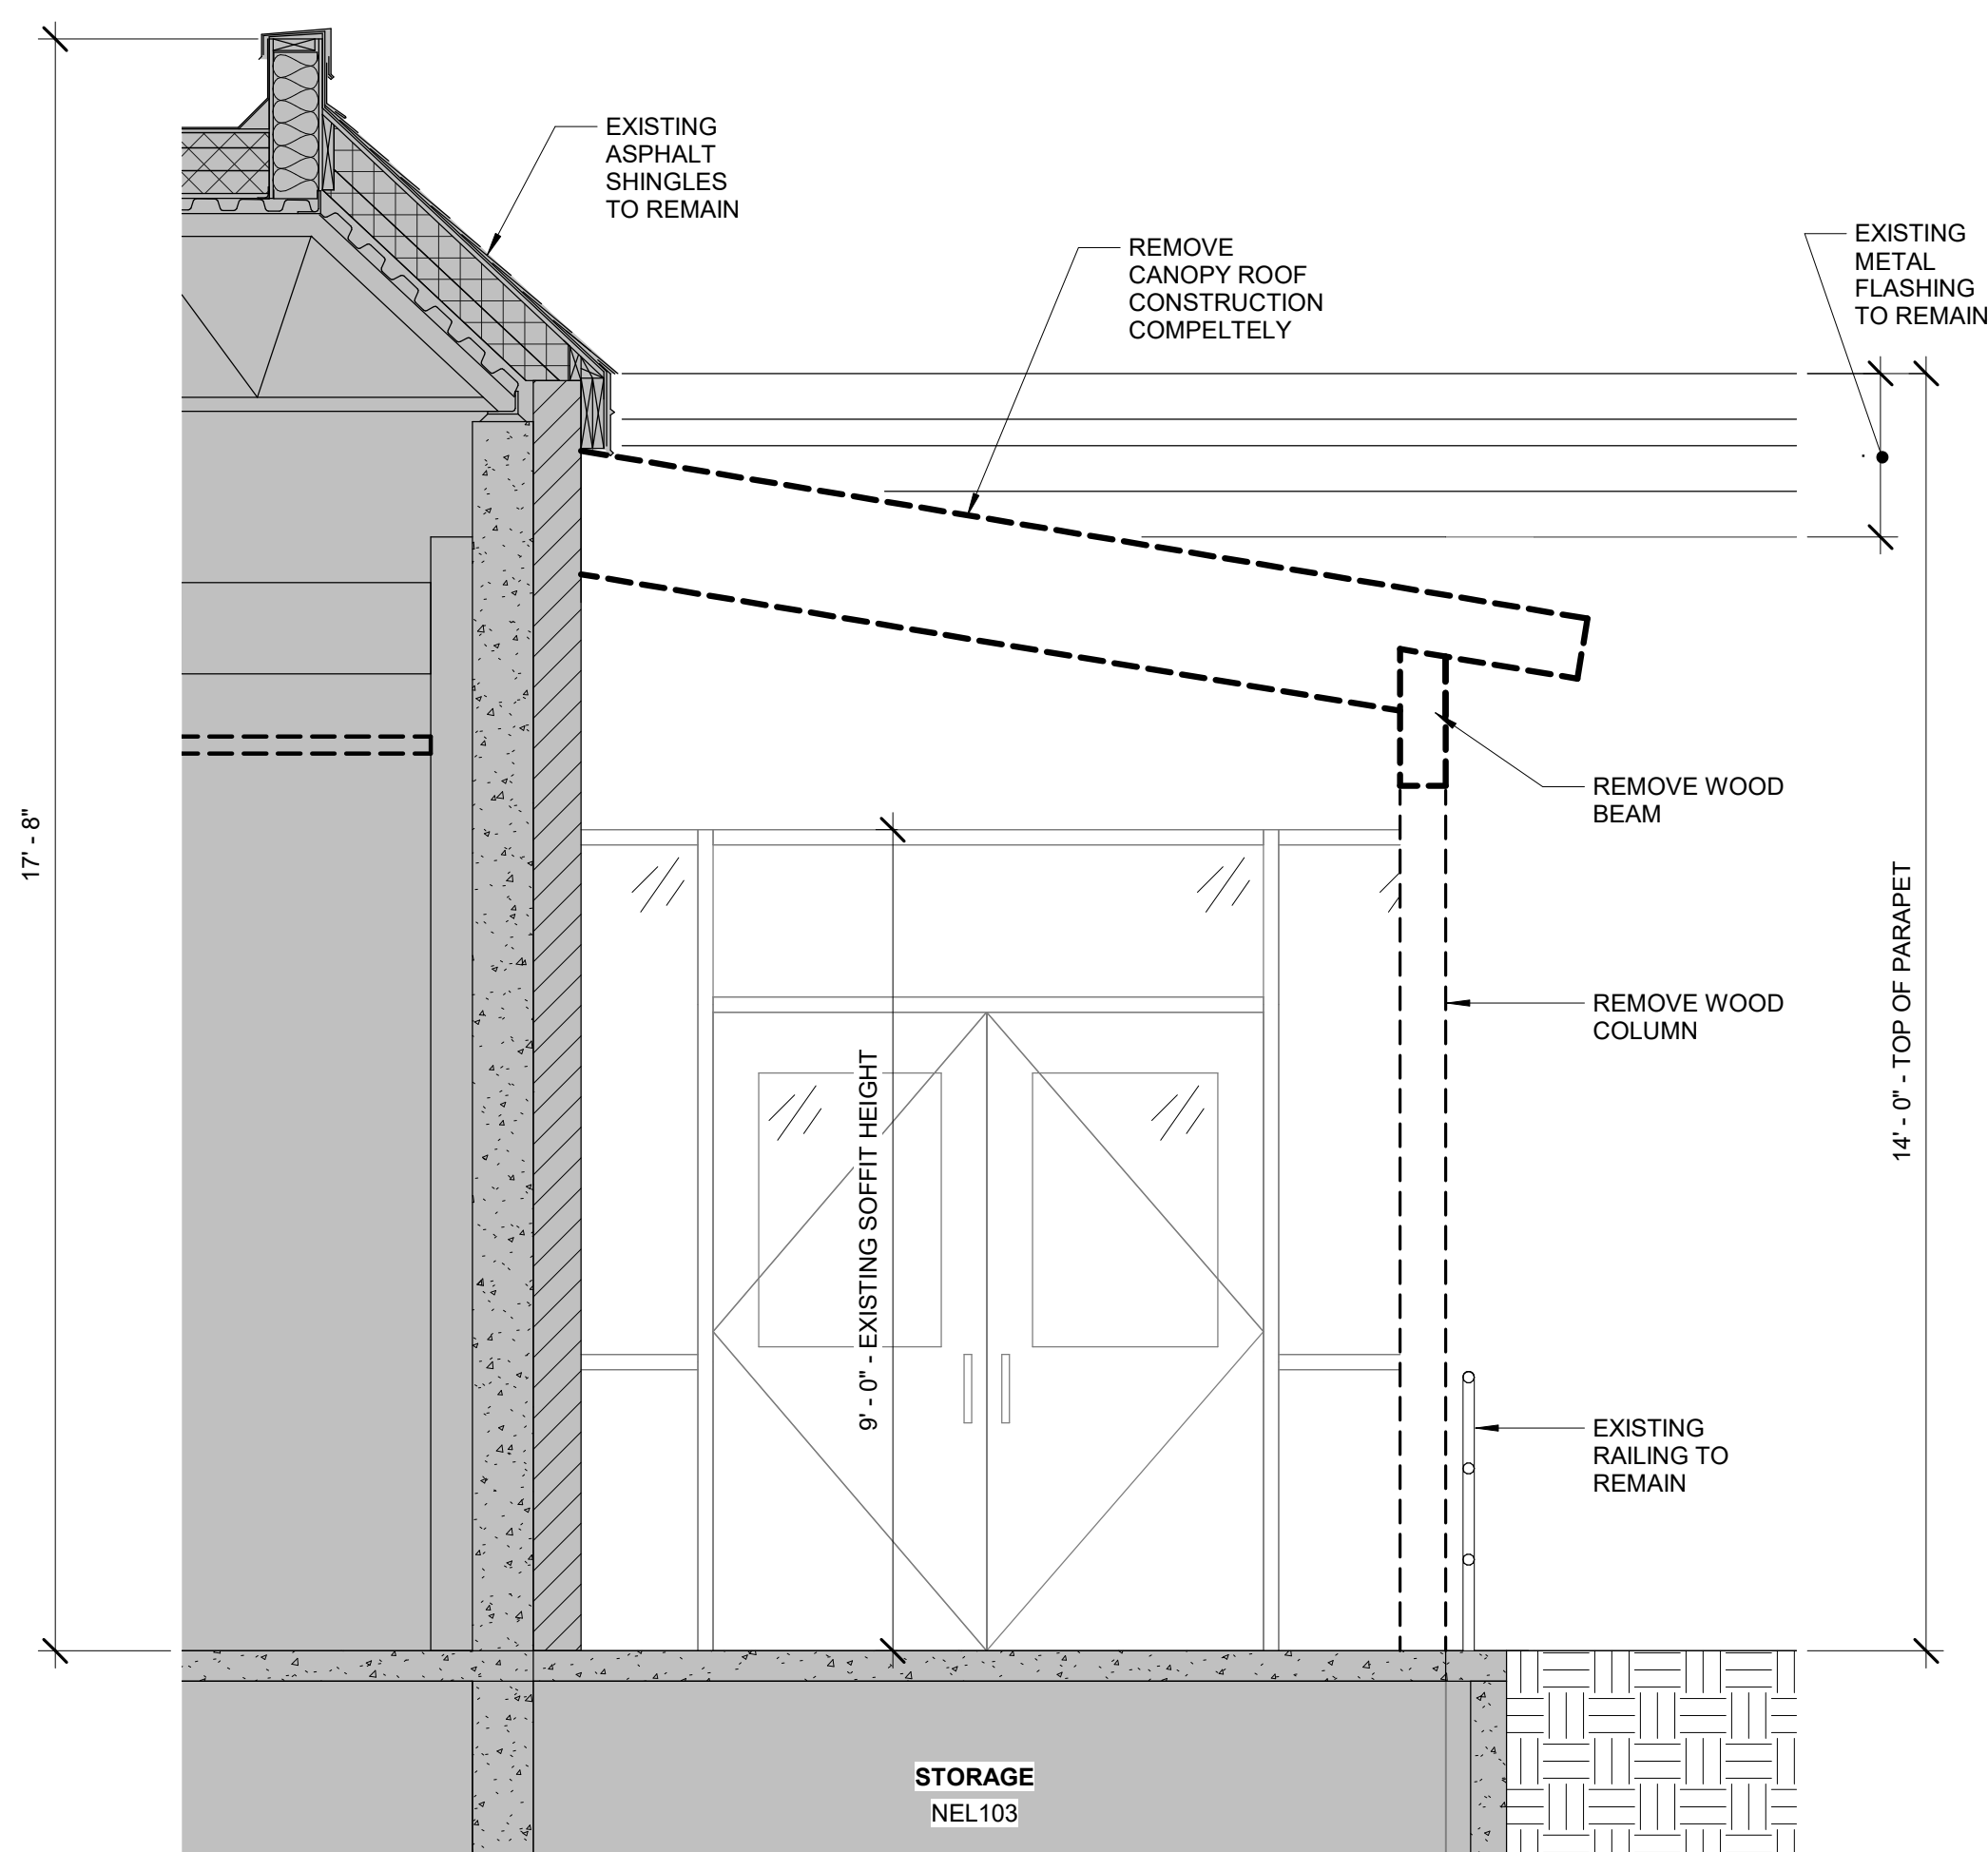 EXISTING
ASPHALT
SHINGLES
TO REMAIN
REMOVE
CANOPY ROOF
CONSTRUCTION
COMPELTELY
EXISTING
METAL
FLASHING
TO REMAIN
17' - 8"
REMOVE WOOD
BEAM
14' - 0" - TOP OF PARAPET
REMOVE WOOD
COLUMN
9' - 0" - EXISTING SOFFIT HEIGHT
EXISTING
RAILING TO
REMAIN
STORAGE
NEL103